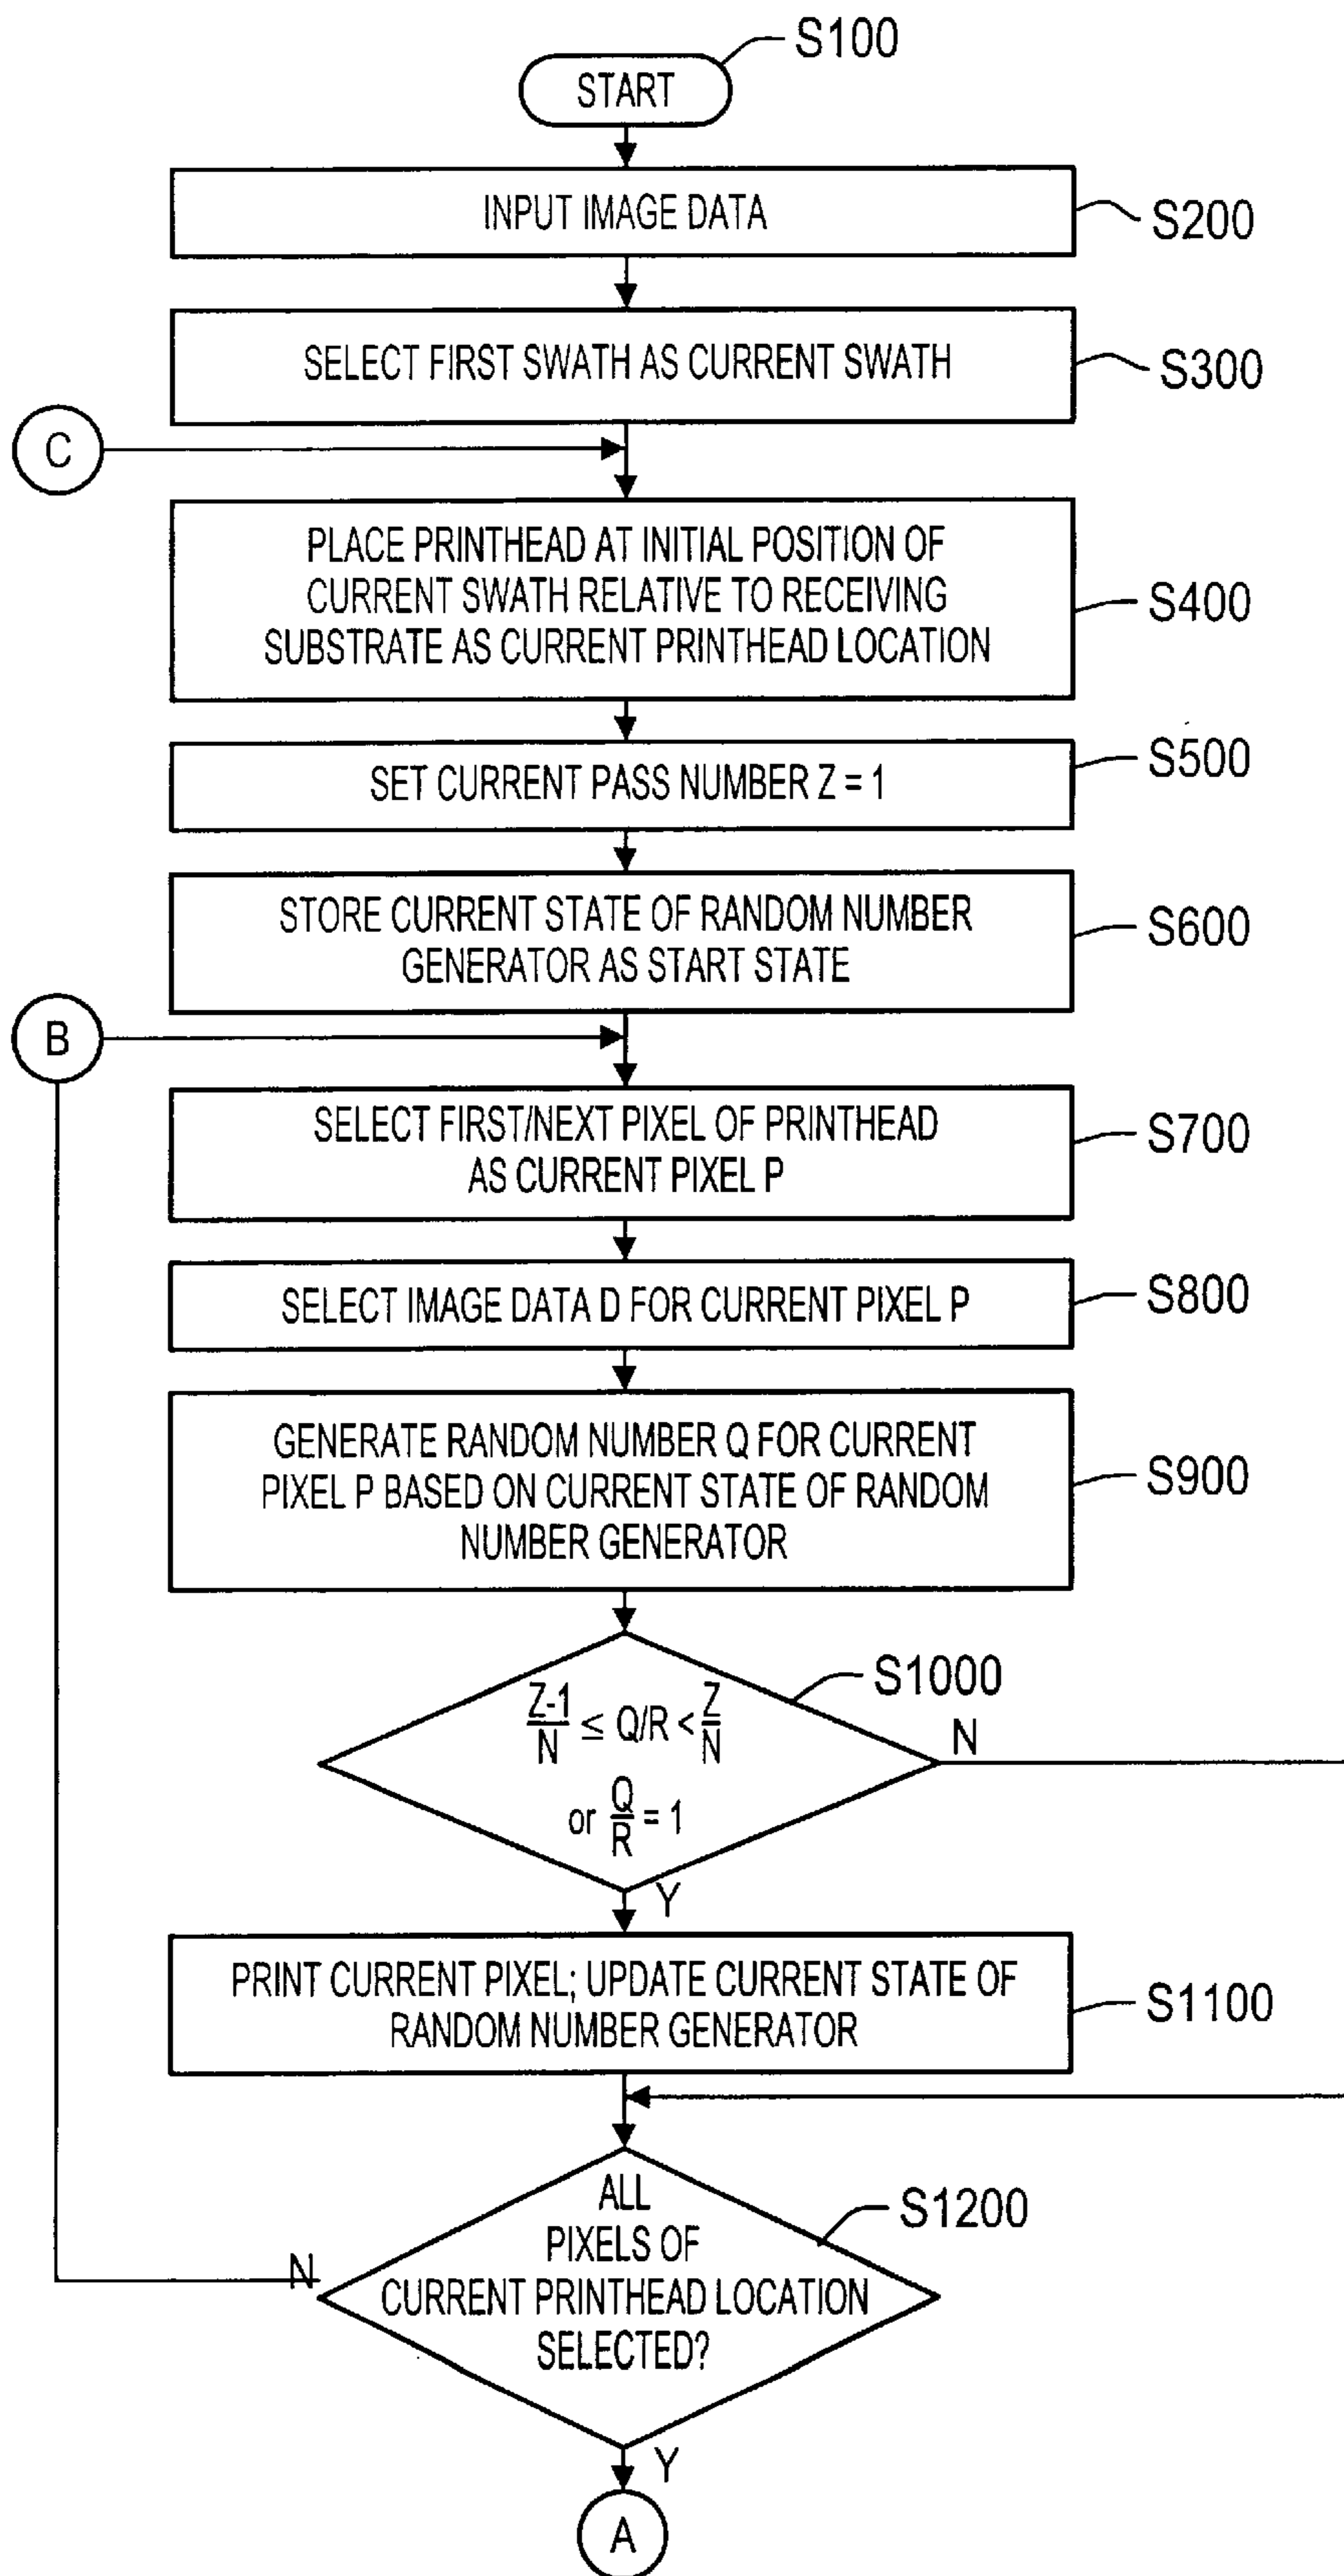 START
S100
INPUT IMAGE DATA
S200
SELECT FIRST SWATH AS CURRENT SWATH
S300
C
PLACE PRINTHEAD AT INITIAL POSITION OF
CURRENT SWATH RELATIVE TO RECEIVING
SUBSTRATE AS CURRENT PRINTHEAD LOCATION
S400
SET CURRENT PASS NUMBER Z = 1
S500
STORE CURRENT STATE OF RANDOM NUMBER
GENERATOR AS START STATE
S600
B
SELECT FIRST/NEXT PIXEL OF PRINTHEAD
AS CURRENT PIXEL P
S700
SELECT IMAGE DATA D FOR CURRENT PIXEL P
S800
GENERATE RANDOM NUMBER Q FOR CURRENT
PIXEL P BASED ON CURRENT STATE OF RANDOM
NUMBER GENERATOR
S900
Z-1/N ≤ Q/R < Z/N
or Q/R = 1
S1000
N
Y
PRINT CURRENT PIXEL; UPDATE CURRENT STATE OF
RANDOM NUMBER GENERATOR
S1100
ALL
PIXELS OF
CURRENT PRINTHEAD LOCATION
SELECTED?
S1200
N
Y
A